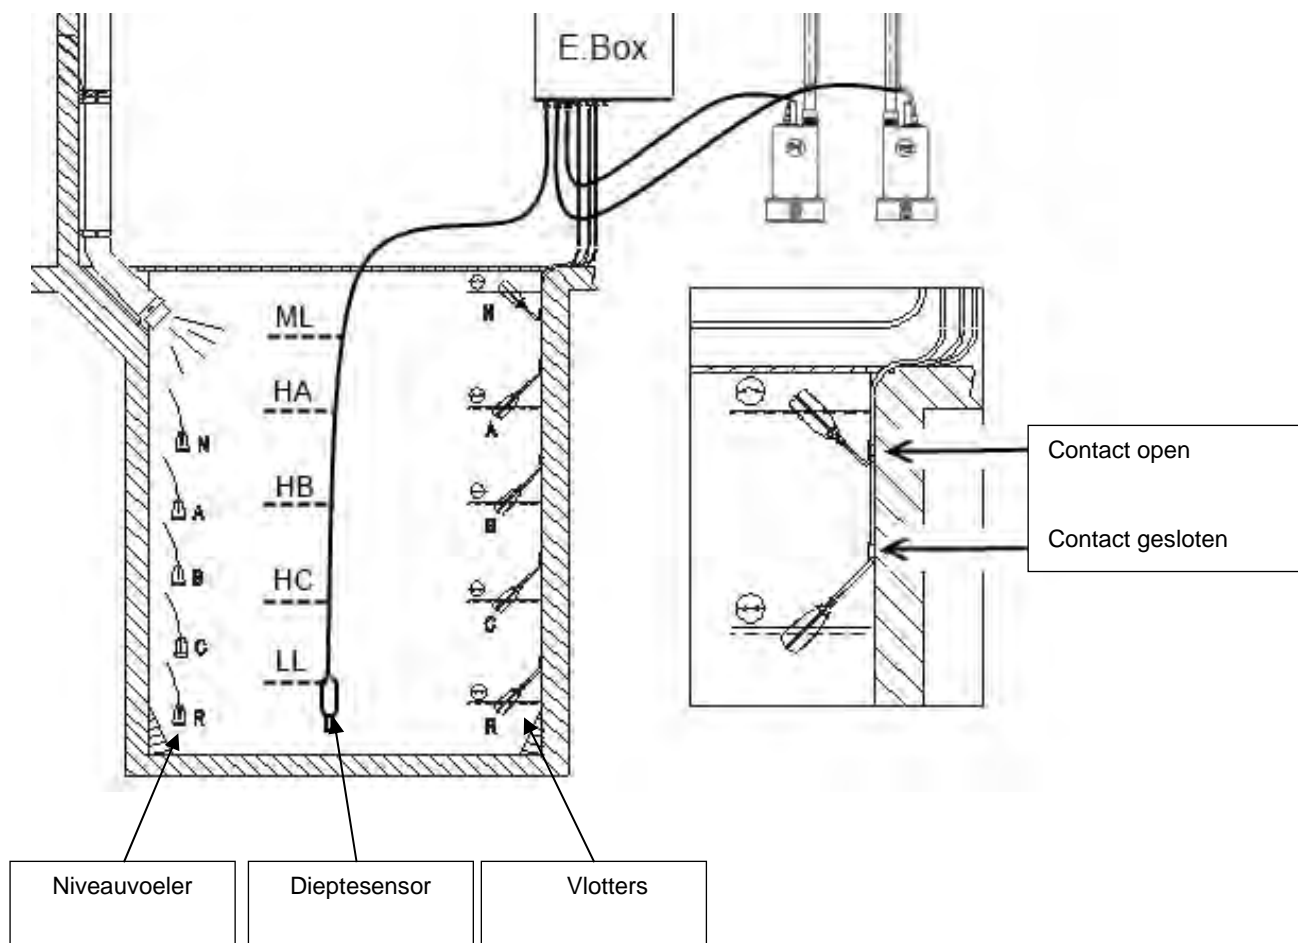 E.Box
ML
HA
HB
HC
LL
N
A
B
C
R
N
A
B
C
R
Contact open
Contact gesloten
Niveauvoeler
Dieptesensor
Vlotters